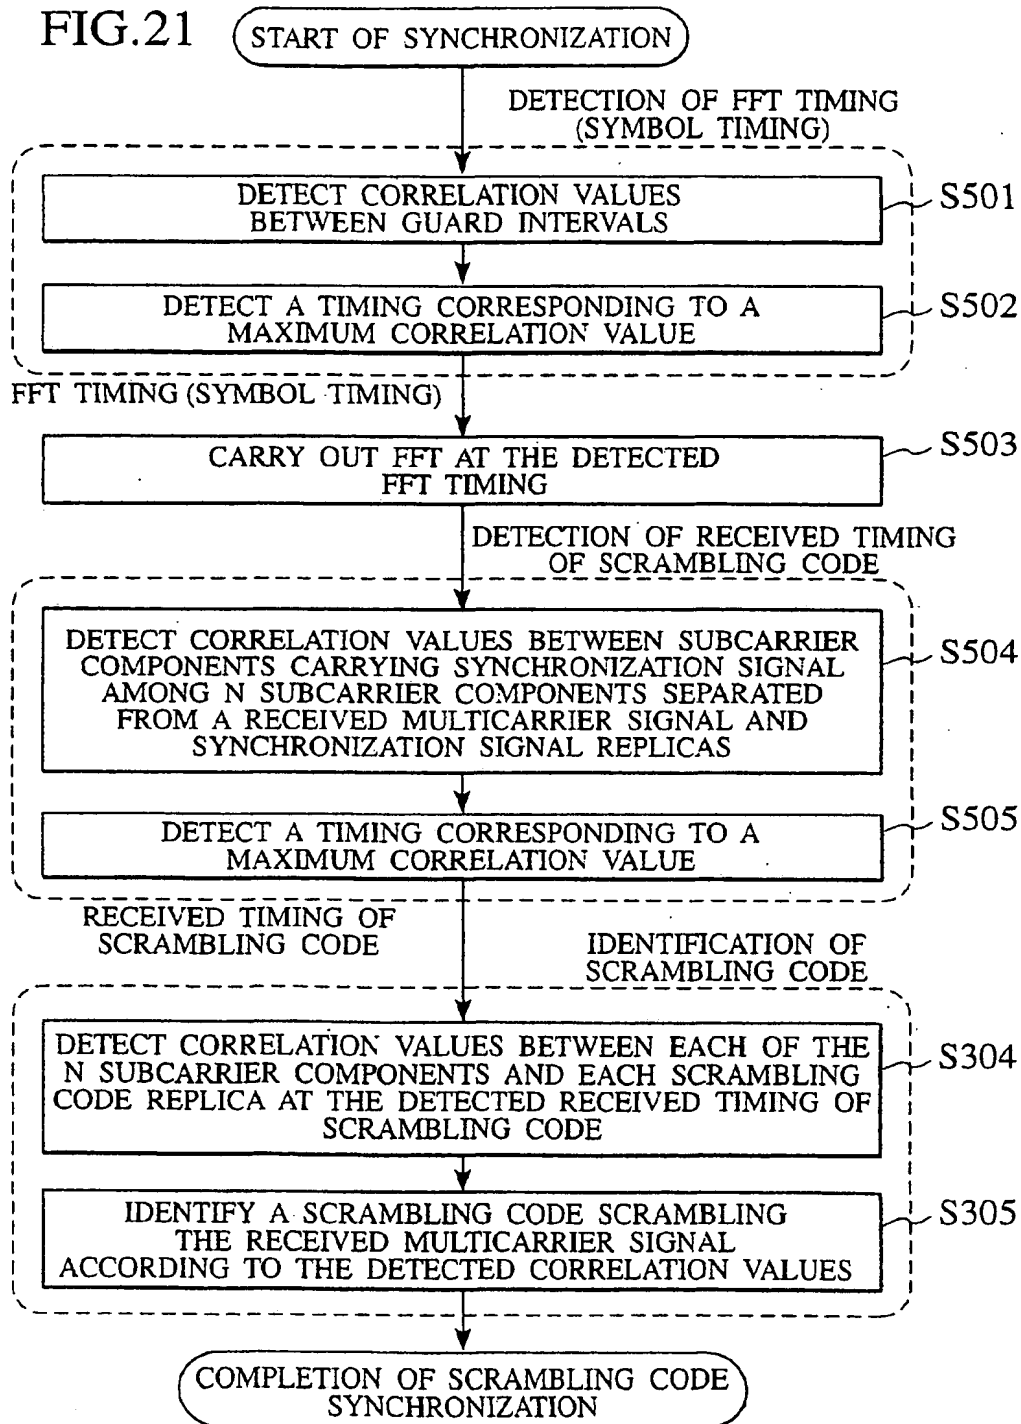 FIG.21
START OF SYNCHRONIZATION
DETECTION OF FFT TIMING
(SYMBOL TIMING)
DETECT CORRELATION VALUES
BETWEEN GUARD INTERVALS
S501
DETECT A TIMING CORRESPONDING TO A
MAXIMUM CORRELATION VALUE
S502
FFT TIMING (SYMBOL TIMING)
CARRY OUT FFT AT THE DETECTED
FFT TIMING
S503
DETECTION OF RECEIVED TIMING
OF SCRAMBLING CODE
DETECT CORRELATION VALUES BETWEEN SUBCARRIER
COMPONENTS CARRYING SYNCHRONIZATION SIGNAL
AMONG N SUBCARRIER COMPONENTS SEPARATED
FROM A RECEIVED MULTICARRIER SIGNAL AND
SYNCHRONIZATION SIGNAL REPLICAS
S504
DETECT A TIMING CORRESPONDING TO A
MAXIMUM CORRELATION VALUE
S505
RECEIVED TIMING OF
SCRAMBLING CODE
IDENTIFICATION OF
SCRAMBLING CODE
DETECT CORRELATION VALUES BETWEEN EACH OF THE
N SUBCARRIER COMPONENTS AND EACH SCRAMBLING
CODE REPLICA AT THE DETECTED RECEIVED TIMING OF
SCRAMBLING CODE
S304
IDENTIFY A SCRAMBLING CODE SCRAMBLING
THE RECEIVED MULTICARRIER SIGNAL
ACCORDING TO THE DETECTED CORRELATION VALUES
S305
COMPLETION OF SCRAMBLING CODE
SYNCHRONIZATION